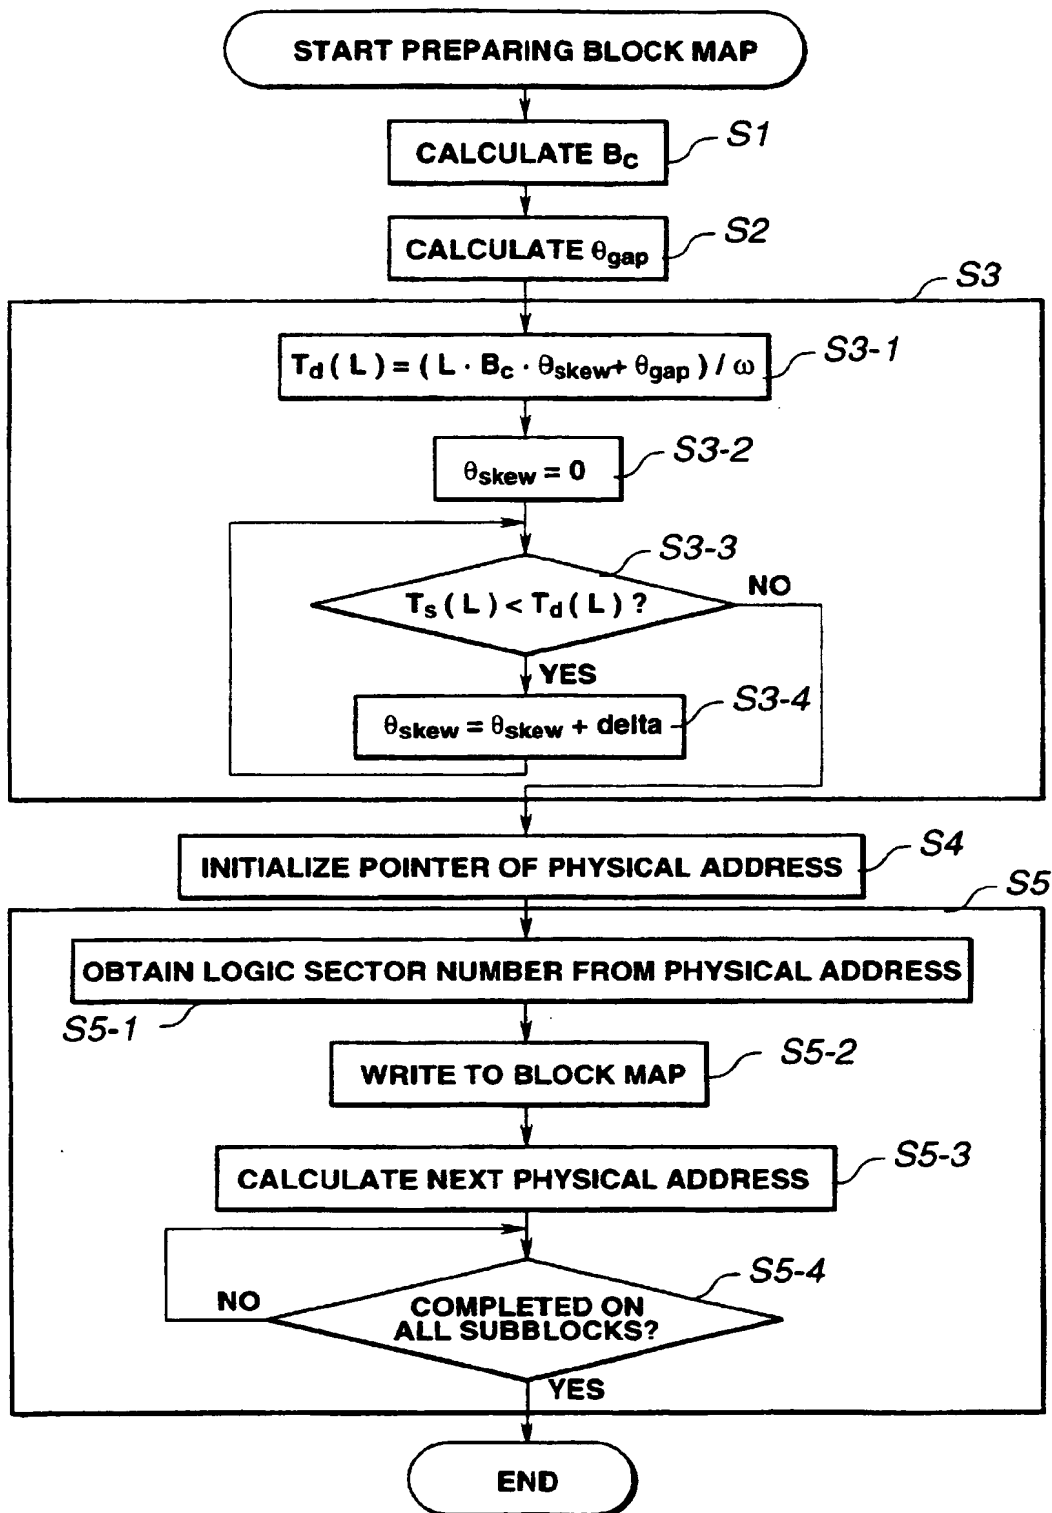 START PREPARING BLOCK MAP
S1
CALCULATE Bc
S2
CALCULATE θgap
S3
Td ( L ) = ( L · Bc · θskew+ θgap ) / ω
S3-1
θskew = 0
S3-2
S3-3
Ts ( L ) < Td ( L ) ?
NO
YES
θskew = θskew + delta
S3-4
INITIALIZE POINTER OF PHYSICAL ADDRESS
S4
S5
OBTAIN LOGIC SECTOR NUMBER FROM PHYSICAL ADDRESS
S5-1
WRITE TO BLOCK MAP
S5-2
CALCULATE NEXT PHYSICAL ADDRESS
S5-3
S5-4
NO
COMPLETED ON
ALL SUBBLOCKS?
YES
END